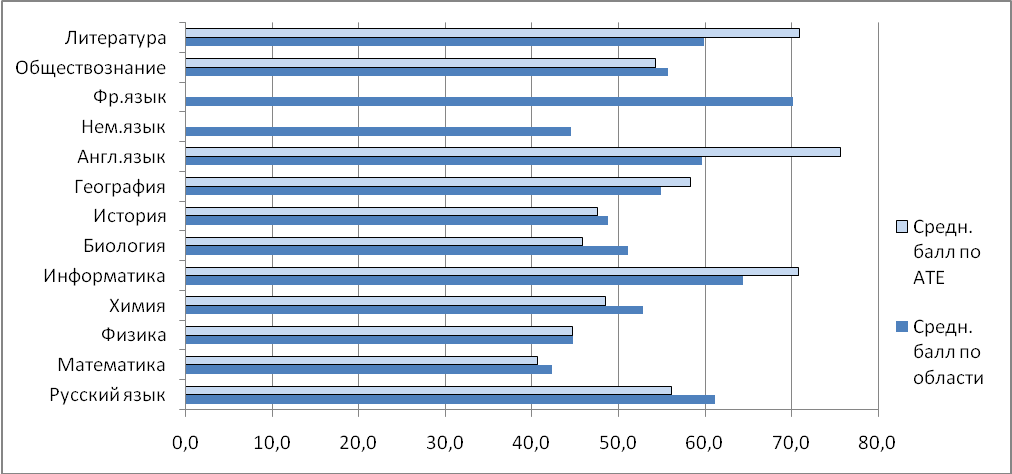 Литература
Обществознание
Фр.язык
Нем.язык
Англ.язык
География
История
Биология
Информатика
Химия
Физика
Математика
Русский язык
0,0 10,0 20,0 30,0 40,0 50,0 60,0 70,0 80,0
Средн.
балл по
АТЕ
Средн.
балл по
области